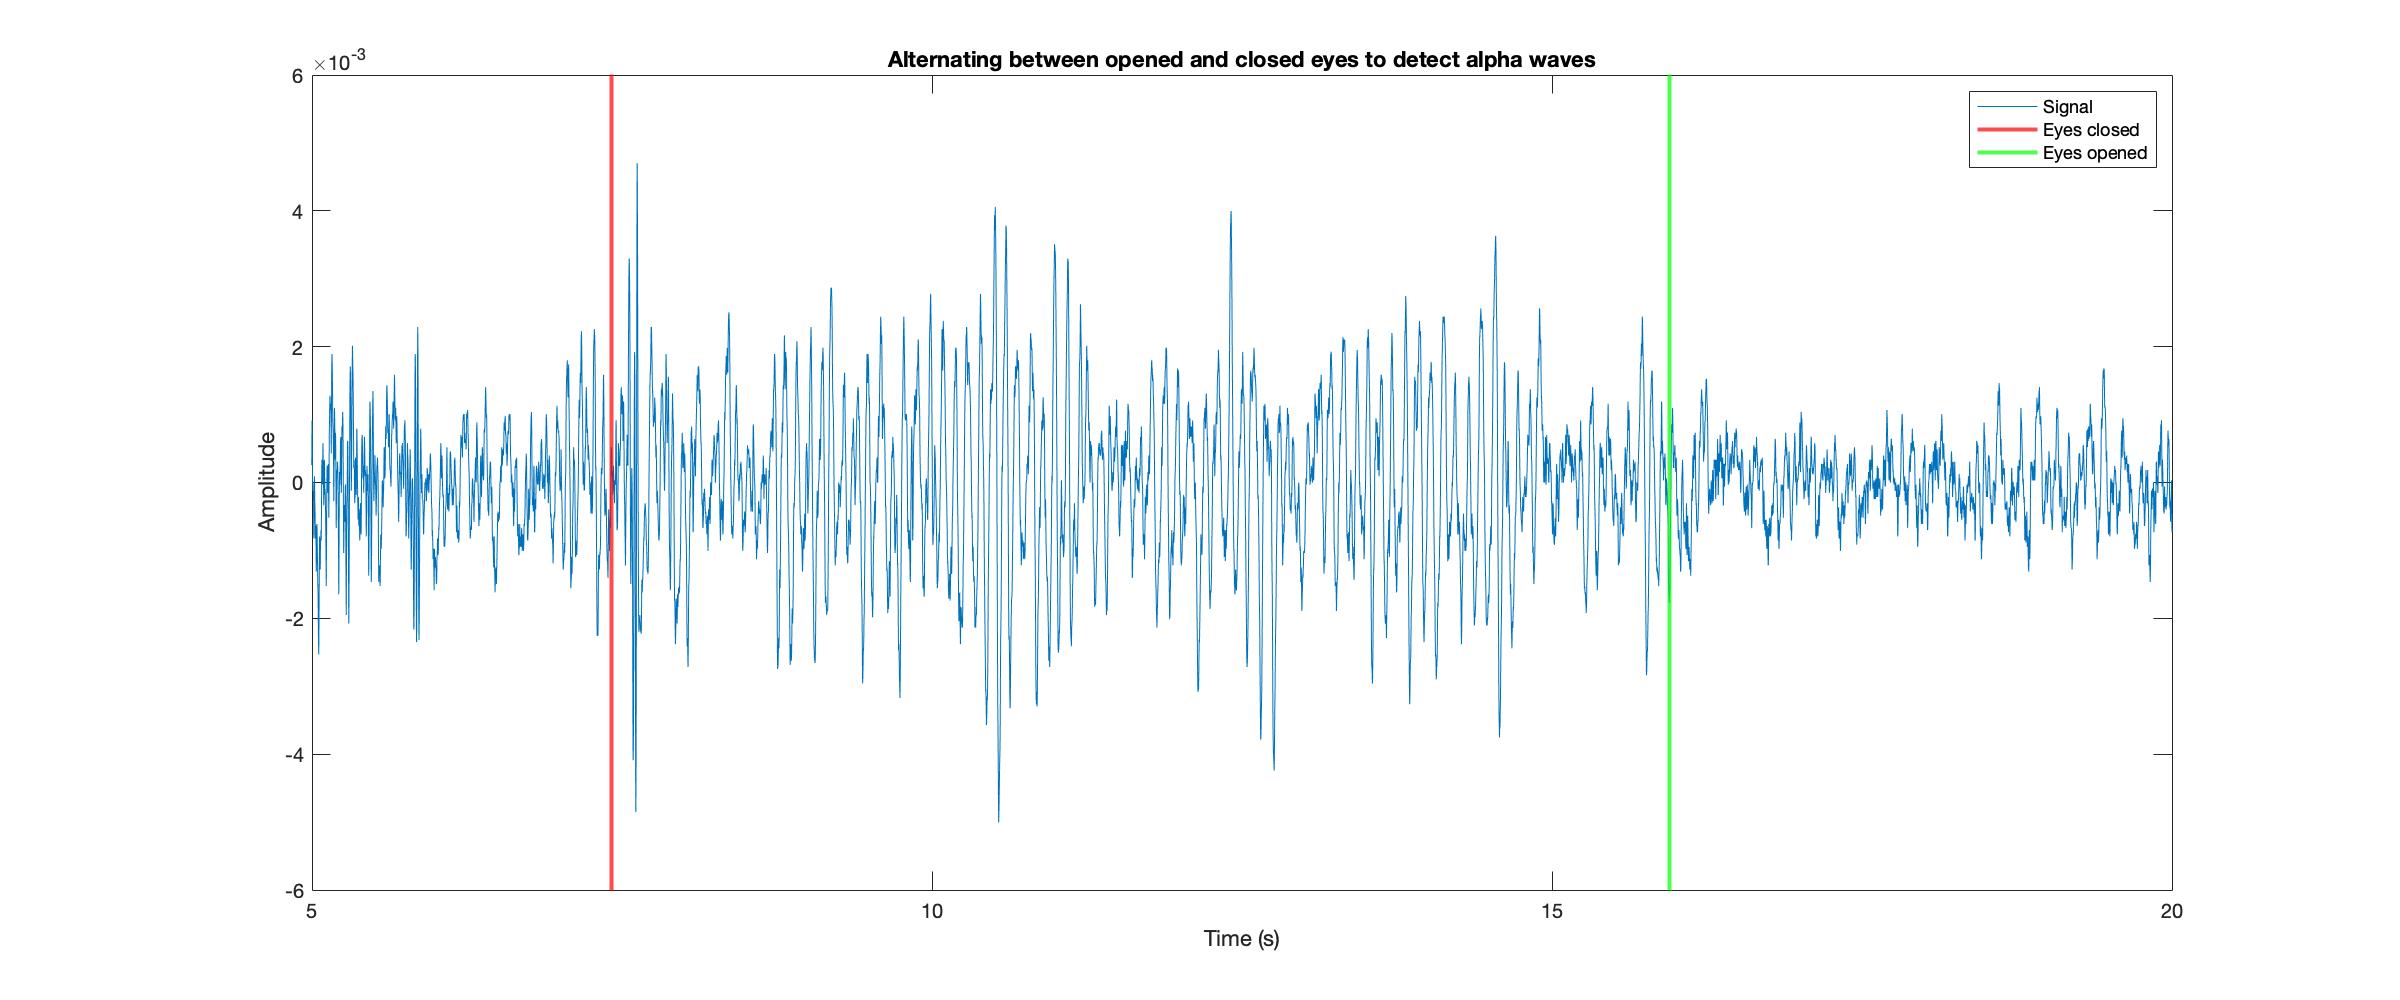 Alternating between opened and closed eyes to detect alpha waves
×10-3
6
4
2
0
-2
-4
-6
Amplitude
5
10
15
20
Time (s)
Signal
Eyes closed
Eyes opened